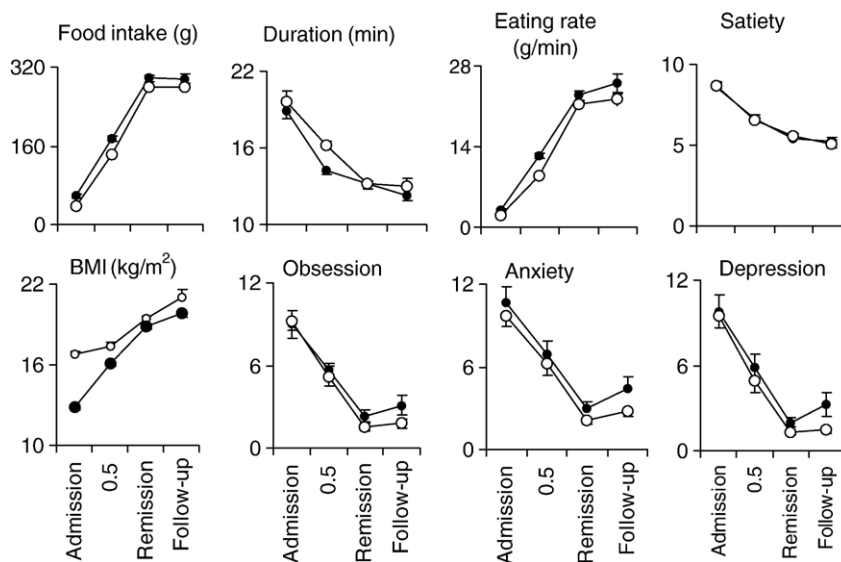 Food intake (g)
320
160
0
Duration (min)
22
16
10
Eating rate
(g/min)
28
14
0
Satiety
10
5
0
BMI (kg/m²)
22
16
10
Admission
0.5
Remission
Follow-up
Obsession
12
6
0
Admission
0.5
Remission
Follow-up
Anxiety
12
6
0
Admission
0.5
Remission
Follow-up
Depression
12
6
0
Admission
0.5
Remission
Follow-up